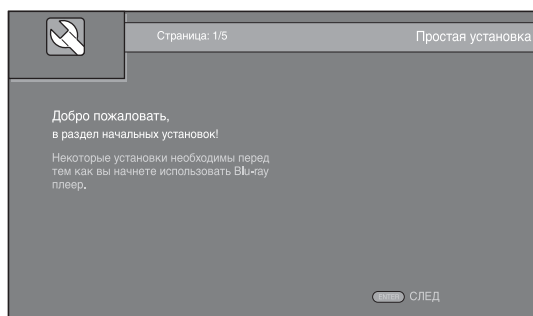 Страница: 1/5
Простая установка
Добро пожаловать,
в раздел начальных установок!
Некоторые установки необходимы перед
тем как вы начнете использовать Blu-ray
плеер.
ENTER СЛЕД